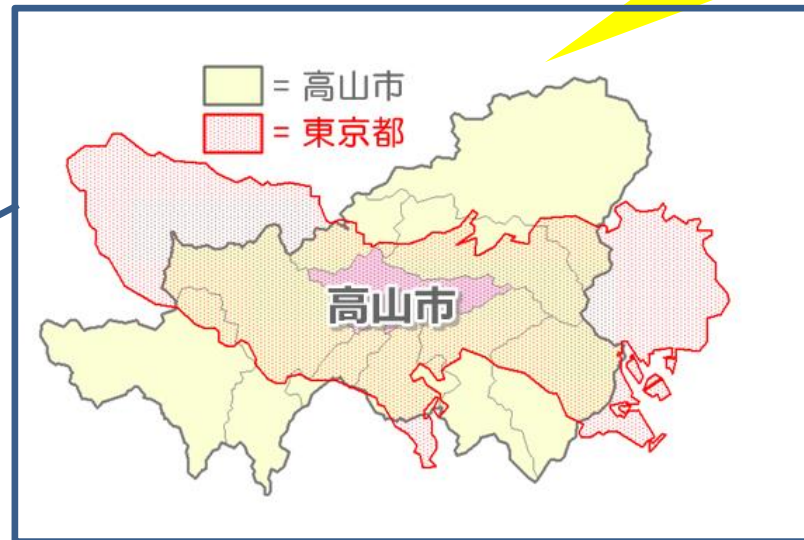 = 高山市
= 東京都
高山市